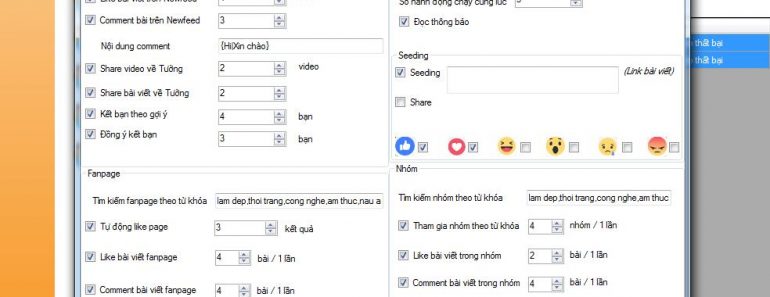 Like bài viết trên Newfeed
Comment bài trên Newfeed 3
Nội dung comment {Hi|Xin chào}
Share video về Tường 2 video
Share bài viết về Tường 2
Kết bạn theo gợi ý 4 bạn
Đồng ý kết bạn 3 bạn
Fanpage
Tìm kiếm fanpage theo từ khóa lam dep,thoi trang,cong nghe,am thuc,nau a
Tự động like page 3 kết quả
Like bài viết fanpage 4 bài / 1 lần
Comment bài viết fanpage 4 bài / 1 lần
Số hành động chạy cùng lúc
Đọc thông báo
Seeding
Seeding (Link bài viết)
Share
Nhóm
Tìm kiếm nhóm theo từ khóa lam dep,thoi trang,cong nghe,am thuc
Tham gia nhóm theo từ khóa 4 nhóm / 1 lần
Like bài viết trong nhóm 2 bài / 1 lần
Comment bài viết trong nhóm 4 bài / 1 lần
thất bại
thất bại